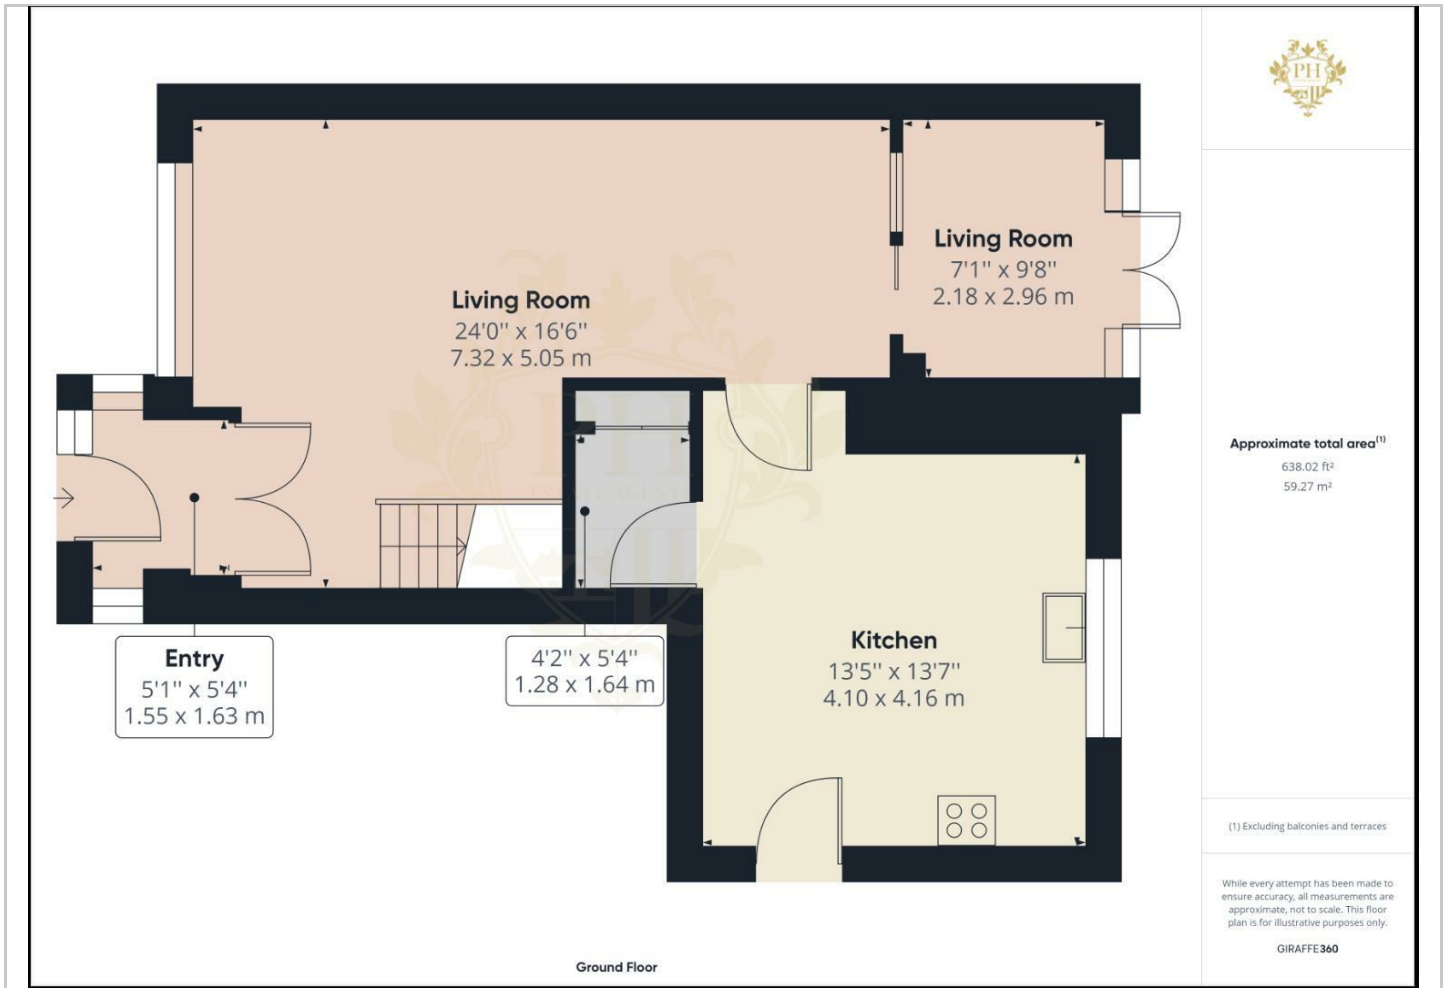 PH
Living Room
7'1'' x 9'8''
2.18 x 2.96 m
Living Room
24'0'' x 16'6''
7.32 x 5.05 m
PH
ESTATE AGENT
Approximate total area(1)
638.02 ft²
59.27 m²
Entry
5'1'' x 5'4''
1.55 x 1.63 m
4'2'' x 5'4''
1.28 x 1.64 m
Kitchen
13'5'' x 13'7''
4.10 x 4.16 m
(1) Excluding balconies and terraces
While every attempt has been made to
ensure accuracy, all measurements are
approximate, not to scale. This floor
plan is for illustrative purposes only.
GIRAFFE360
Ground Floor